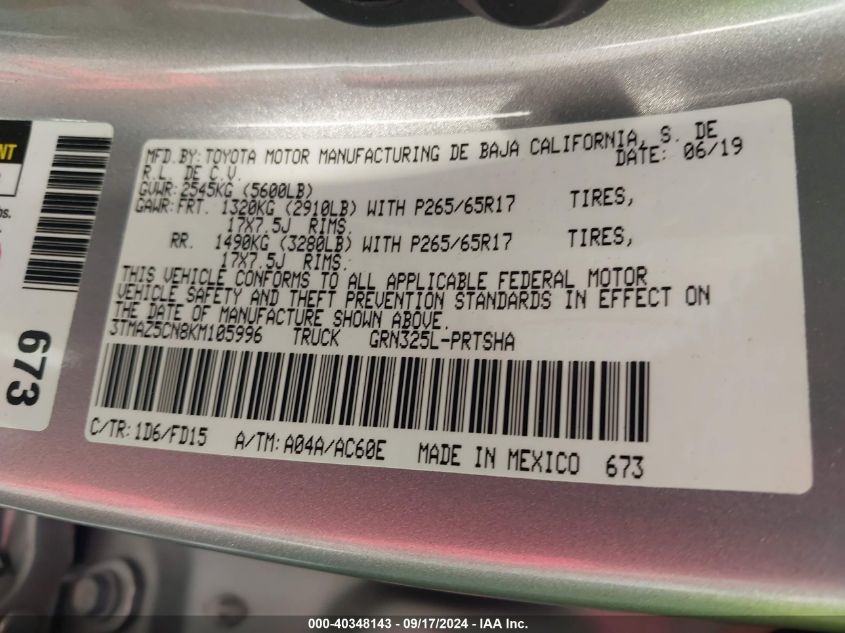 MFD. BY: TOYOTA MOTOR MANUFACTURING DE BAJA CALIFORNIA, S. DE
R.L. DE C.V. DATE: 06/19
GVWR: 2545KG (5600LB)
GAWR: FRT. 1320KG (2910LB) WITH P265/65R17 TIRES,
17X7.5J RIMS.
RR. 1490KG (3280LB) WITH P265/65R17 TIRES,
17X7.5J RIMS.
THIS VEHICLE CONFORMS TO ALL APPLICABLE FEDERAL MOTOR
VEHICLE SAFETY AND THEFT PREVENTION STANDARDS IN EFFECT ON
THE DATE OF MANUFACTURE SHOWN ABOVE.
3TMAZ5CN8KM105996 TRUCK GRN325L-PRTSHA
C/TR: 1D6/FD15 A/TM: A04A/AC60E MADE IN MEXICO 673
673
000-40348143 - 09/17/2024 - IAA Inc.